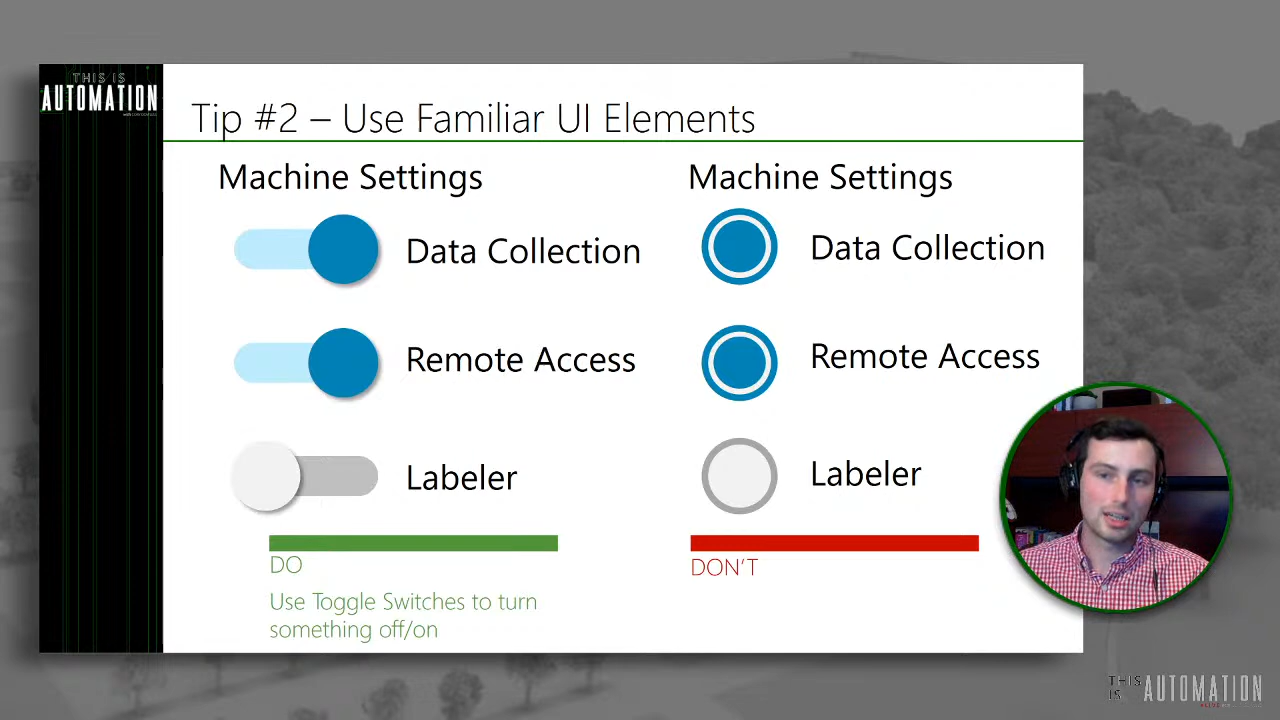 THIS IS
AUTOMATION
Tip #2 – Use Familiar UI Elements
Machine Settings
Data Collection
Remote Access
Labeler
DO
Use Toggle Switches to turn
something off/on
Machine Settings
Data Collection
Remote Access
Labeler
DON'T
THIS
IS
AUTOMATION